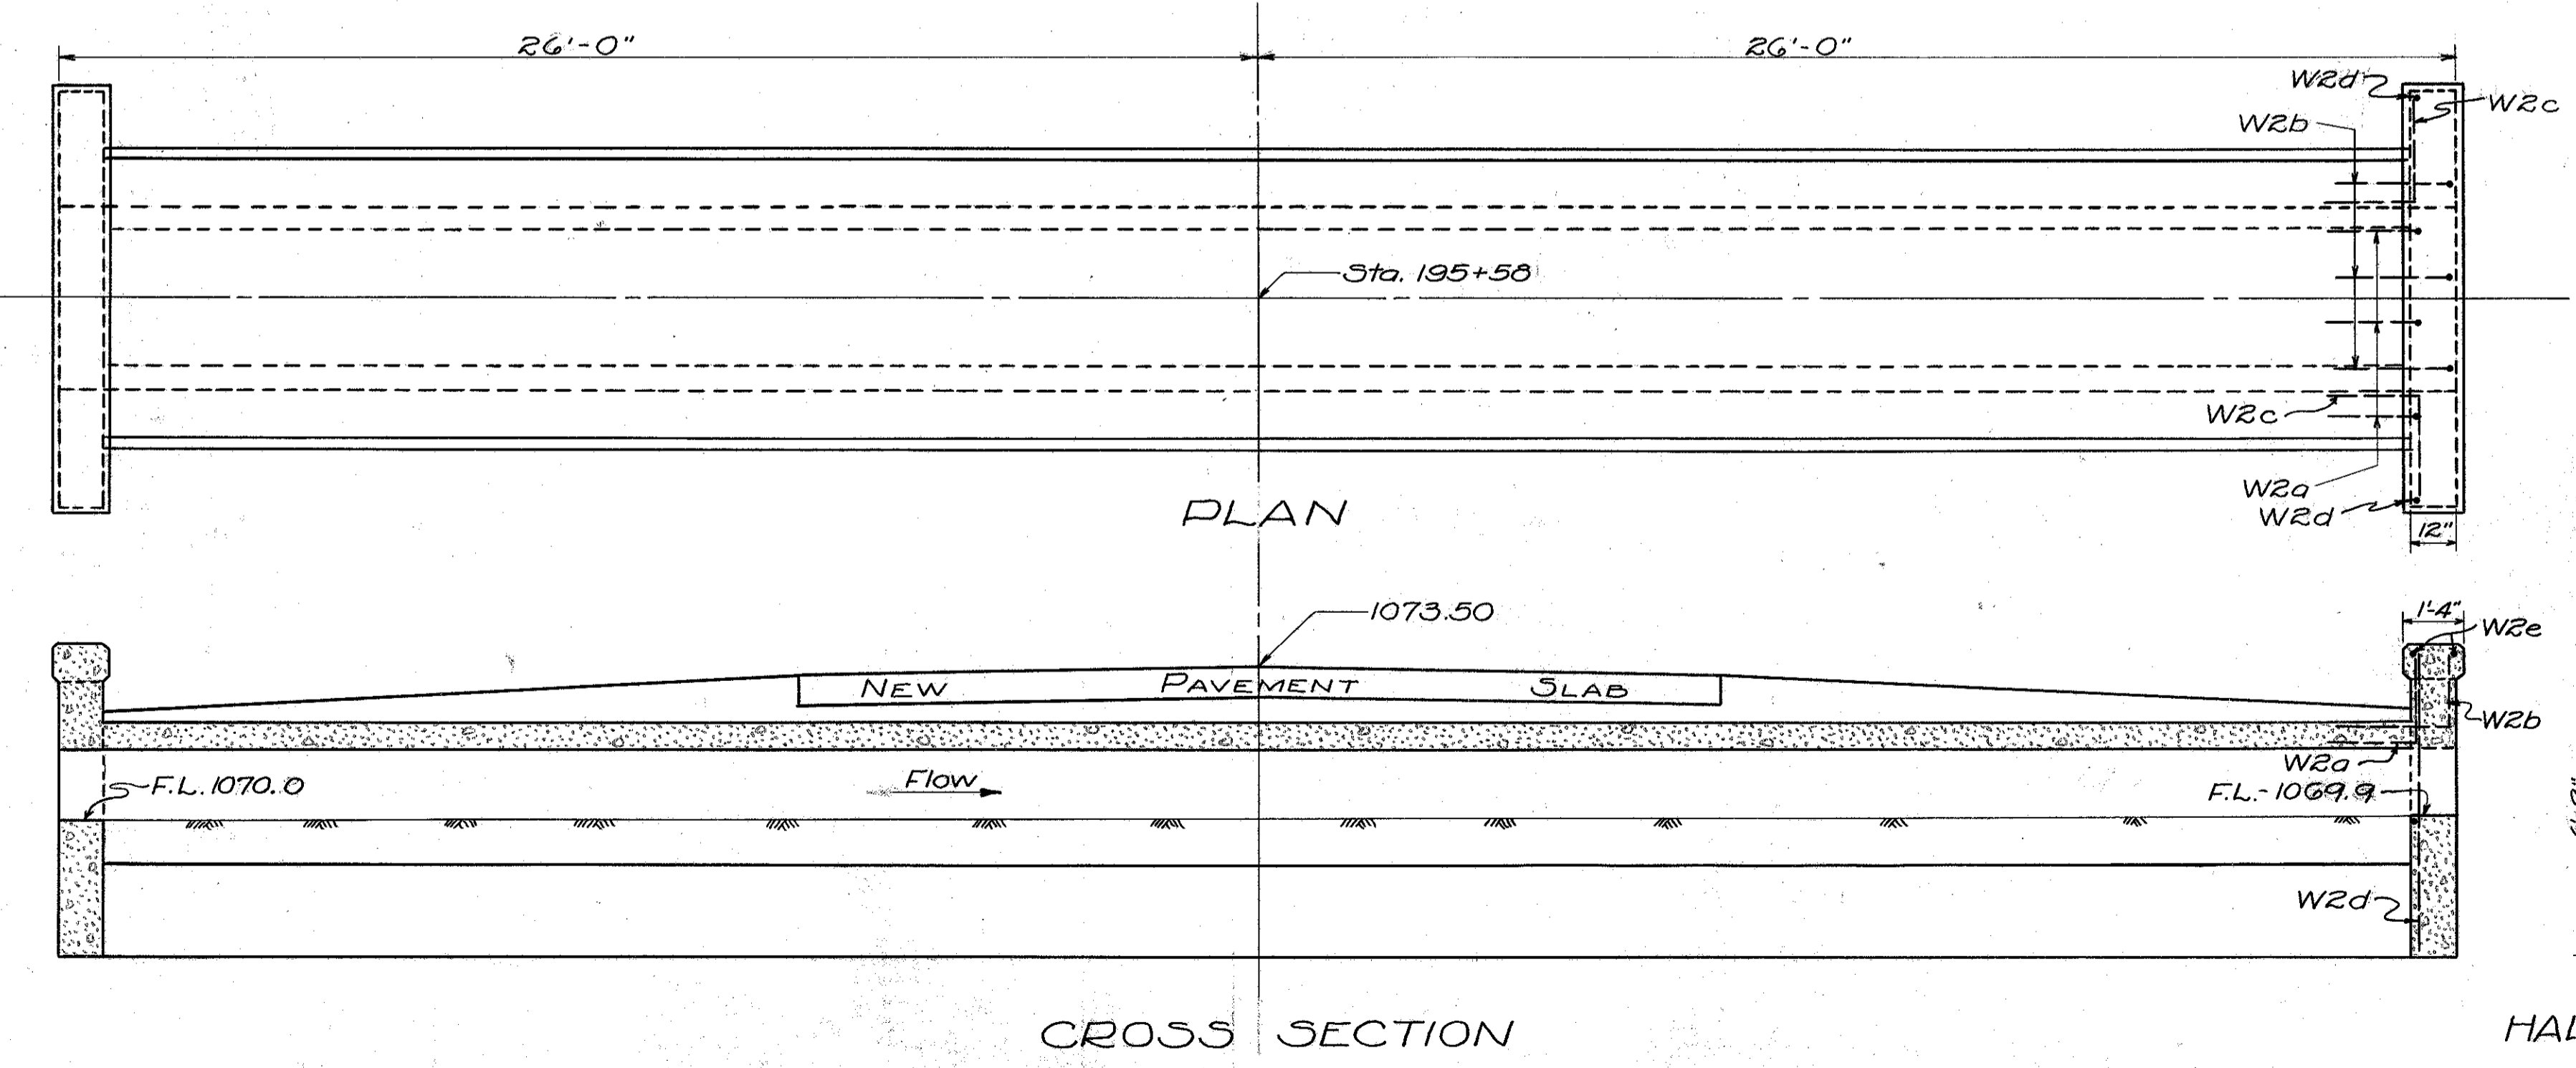 26'-0" 26'-0"
W2d
W2c
W2b
Sta. 195+58
W2c
W2a
W2d
12"
PLAN
1073.50
1'-4"
W2e
NEW PAVEMENT SLAB
W2b
W2a
F.L. 1070.0
Flow
F.L.-1069.9
W2d
CROSS SECTION
HAL